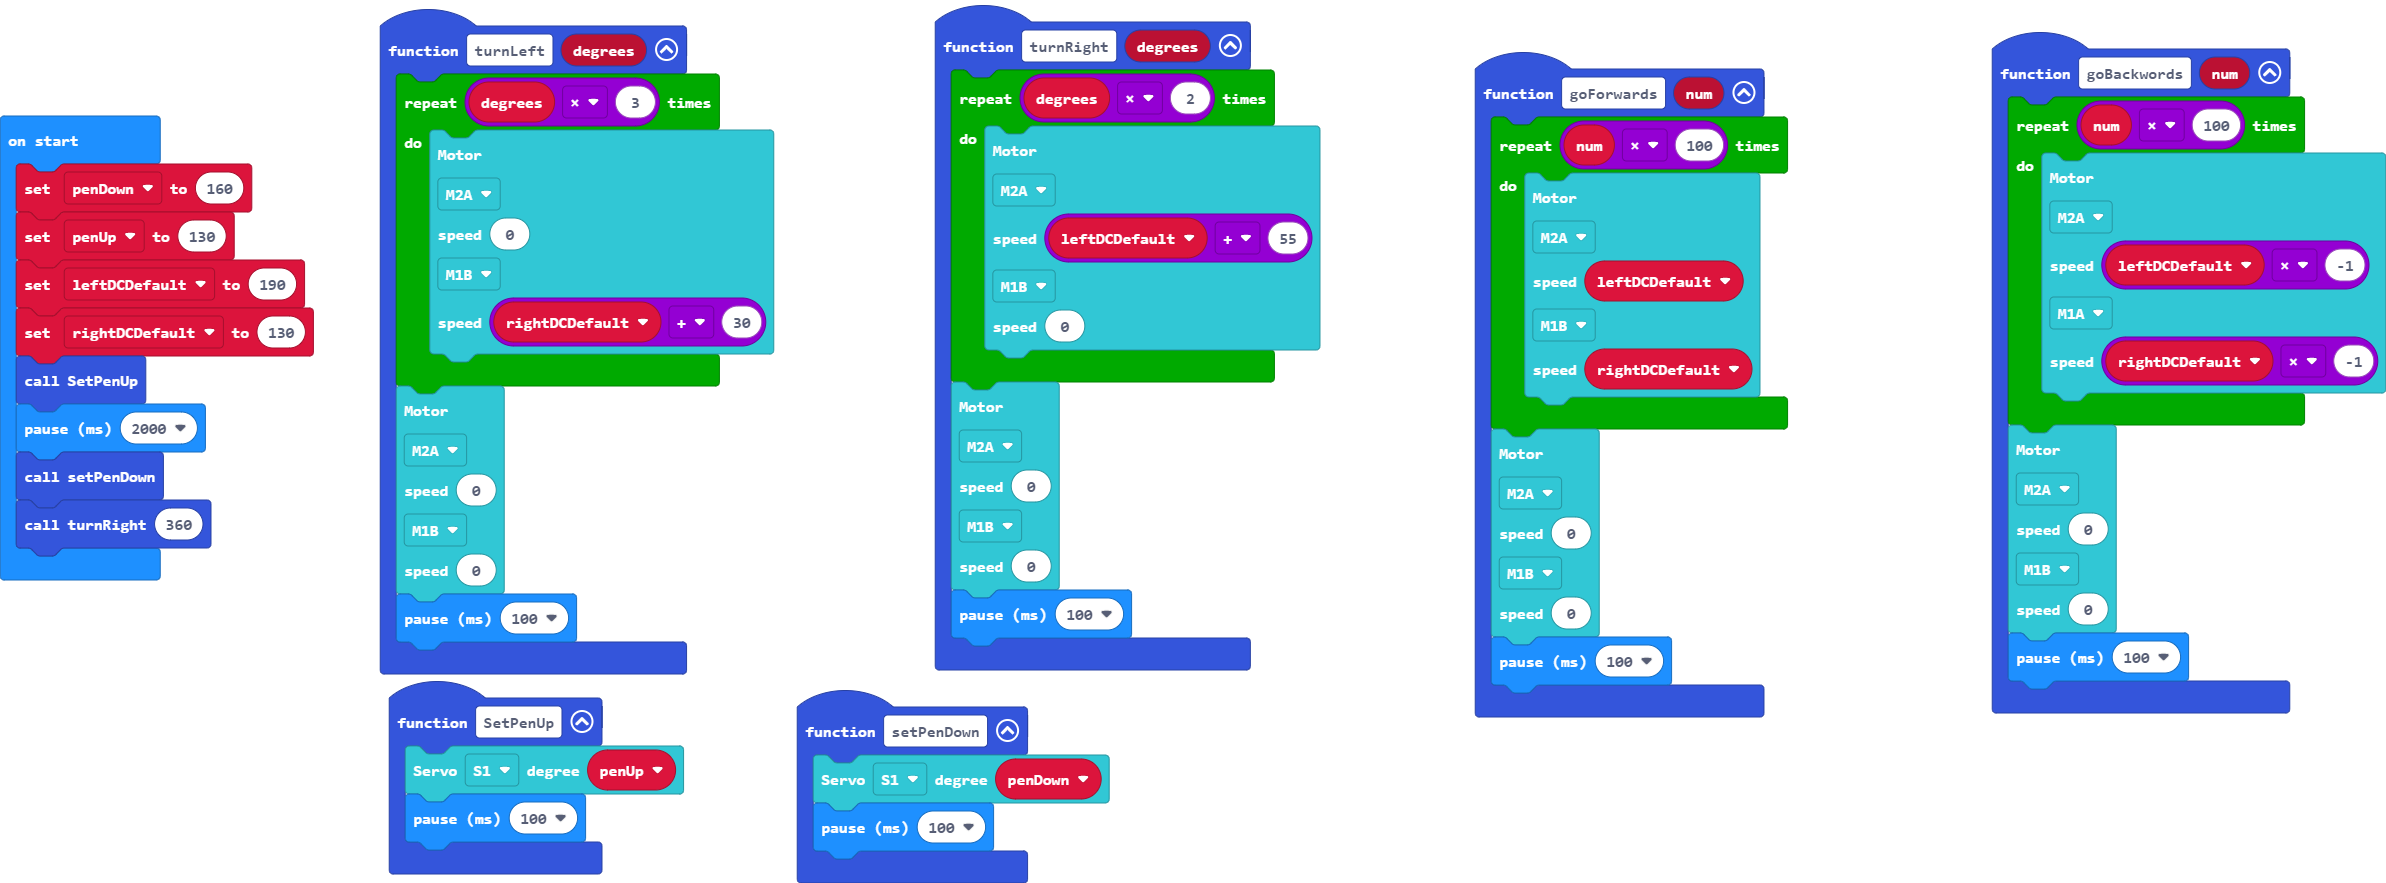 on start
set penDown to 160
set penUp to 130
set leftDCDefault to 190
set rightDCDefault to 130
call SetPenUp
pause (ms) 2000
call setPenDown
call turnRight 360
function turnLeft degrees
repeat degrees × 3 times
do
Motor
M2A
speed 0
M1B
speed rightDCDefault + 30
Motor
M2A
speed 0
M1B
speed 0
pause (ms) 100
function turnRight degrees
repeat degrees × 2 times
do
Motor
M2A
speed leftDCDefault + 55
M1B
speed 0
Motor
M2A
speed 0
M1B
speed 0
pause (ms) 100
function goForwards num
repeat num × 100 times
do
Motor
M2A
speed leftDCDefault
M1B
speed rightDCDefault
Motor
M2A
speed 0
M1B
speed 0
pause (ms) 100
function goBackwords num
repeat num × 100 times
do
Motor
M2A
speed leftDCDefault × -1
M1A
speed rightDCDefault × -1
Motor
M2A
speed 0
M1B
speed 0
pause (ms) 100
function SetPenUp
Servo S1 degree penUp
pause (ms) 100
function setPenDown
Servo S1 degree penDown
pause (ms) 100